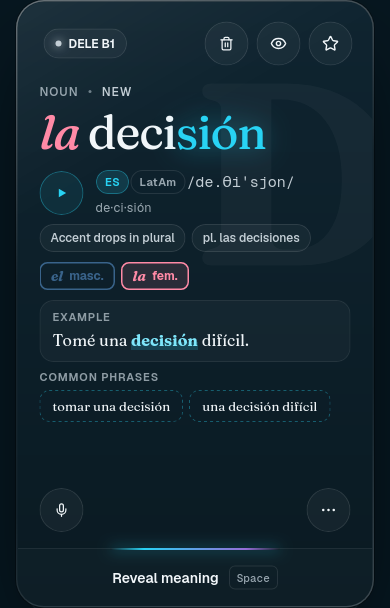 DELE B1
NOUN • NEW
la decisión
ES LatAm /de.θiˈsjon/
de·ci·sión
Accent drops in plural pl. las decisiones
el masc. la fem.
EXAMPLE
Tomé una decisión difícil.
COMMON PHRASES
tomar una decisión una decisión difícil
Reveal meaning Space